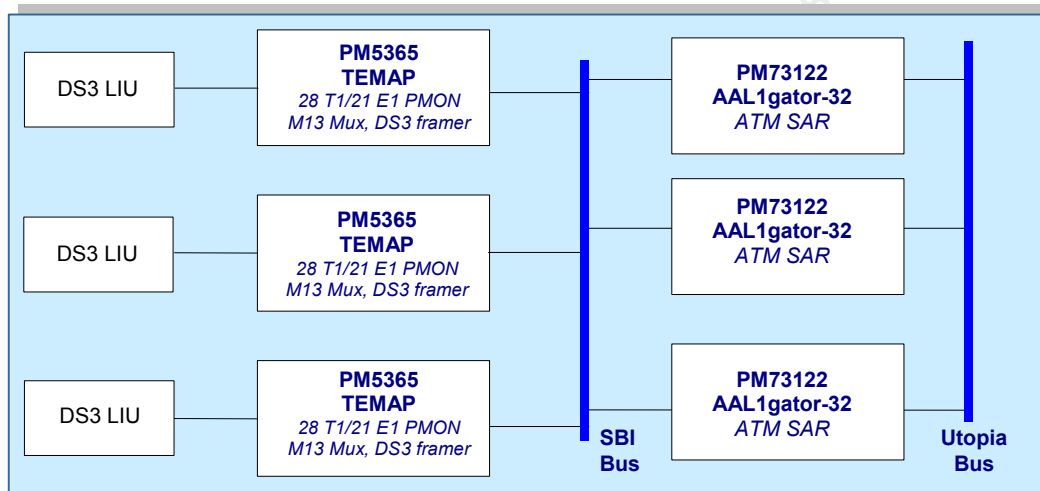 DS3 LIU
PM5365
TEMAP
28 T1/21 E1 PMON
M13 Mux, DS3 framer
PM73122
AAL1gator-32
ATM SAR
DS3 LIU
PM5365
TEMAP
28 T1/21 E1 PMON
M13 Mux, DS3 framer
PM73122
AAL1gator-32
ATM SAR
DS3 LIU
PM5365
TEMAP
28 T1/21 E1 PMON
M13 Mux, DS3 framer
PM73122
AAL1gator-32
ATM SAR
SBI
Bus
Utopia
Bus